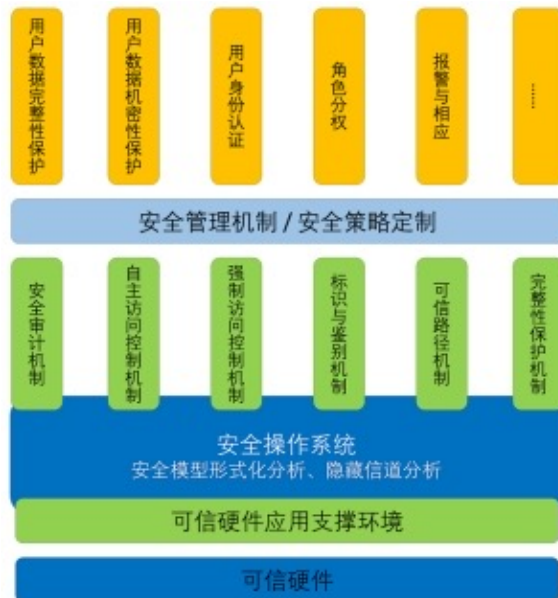 用户数据完整性保护
用户数据机密性保护
用户身份认证
角色分权
报警与相应
……
安全管理机制 / 安全策略定制
安全审计机制
自主访问控制机制
强制访问控制机制
标识与鉴别机制
可信路径机制
完整性保护机制
安全操作系统
安全模型形式化分析、隐藏信道分析
可信硬件应用支撑环境
可信硬件